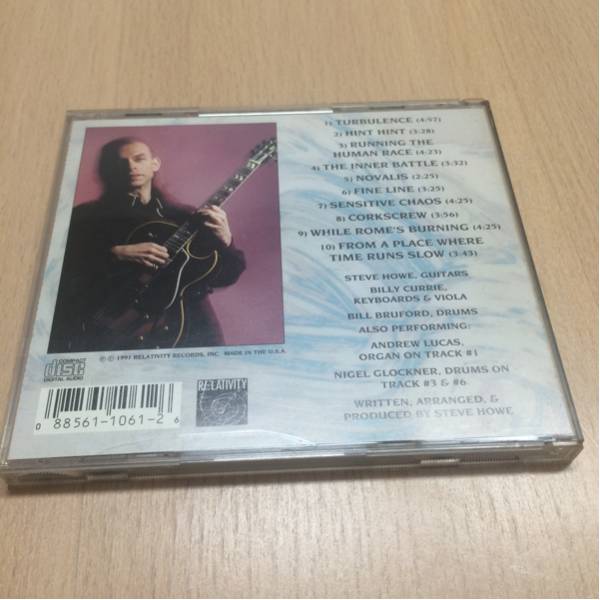 1) TURBULENCE (4:57)
2) HINT HINT (3:28)
3) RUNNING THE
HUMAN RACE (4:23)
4) THE INNER BATTLE (3:32)
5) NOVALIS (2:25)
6) FINE LINE (3:25)
7) SENSITIVE CHAOS (4:25)
8) CORKSCREW (3:56)
9) WHILE ROME'S BURNING (4:25)
10) FROM A PLACE WHERE
TIME RUNS SLOW (3:43)
STEVE HOWE, GUITARS
BILLY CURRIE,
KEYBOARDS & VIOLA
BILL BRUFORD, DRUMS
ALSO PERFORMING:
ANDREW LUCAS,
ORGAN ON TRACK #1
NIGEL GLOCKNER, DRUMS ON
TRACK #3 & #6
WRITTEN, ARRANGED, &
PRODUCED BY STEVE HOWE
℗ © 1991 RELATIVITY RECORDS, INC. MADE IN THE U.S.A.
COMPACT
disc
DIGITAL AUDIO
RELATIVITY
0 88561-1061-2 6